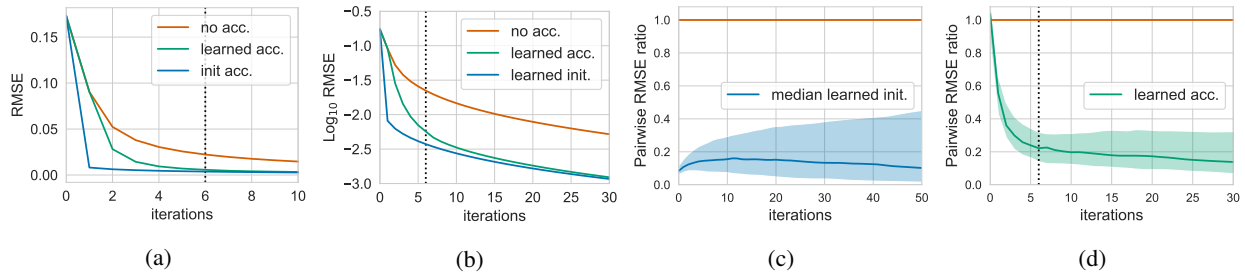 RMSE
0.15
0.10
0.05
0.00
no acc.
learned acc.
init acc.
0 2 4 6 8 10
iterations
(a)
Log10 RMSE
−0.5
−1.0
−1.5
−2.0
−2.5
−3.0
no acc.
learned acc.
learned init.
0 5 10 15 20 25 30
iterations
(b)
Pairwise RMSE ratio
1.0
0.8
0.6
0.4
0.2
0.0
median learned init.
0 10 20 30 40 50
iterations
(c)
Pairwise RMSE ratio
1.0
0.8
0.6
0.4
0.2
0.0
learned acc.
0 5 10 15 20 25 30
iterations
(d)